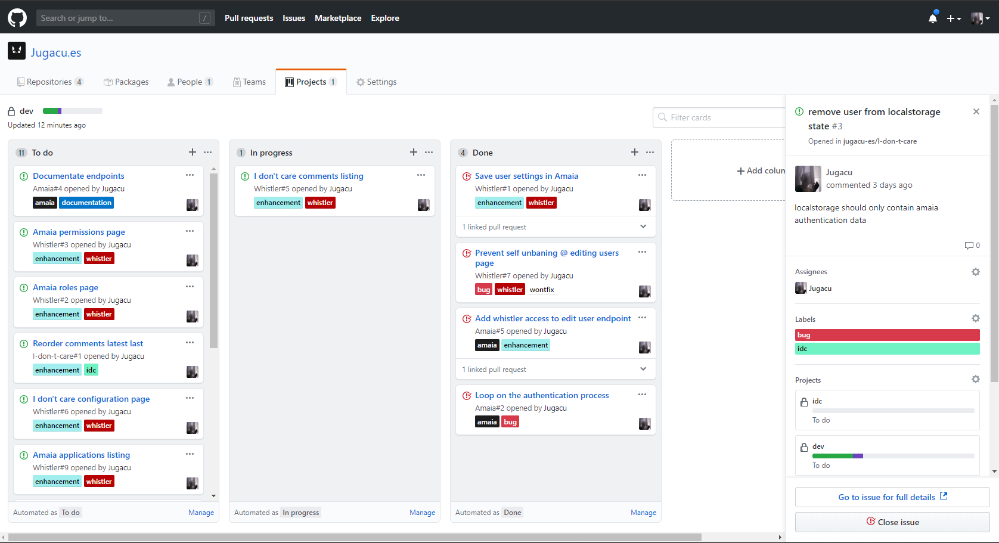 Search or jump to...
/
Pull requests
Issues
Marketplace
Explore
Jugacu.es
Repositories 4
Packages
People 1
Teams
Projects 1
Settings
dev
Updated 12 minutes ago
Filter cards
11 To do
Documentate endpoints
Amaia#4 opened by Jugacu
amaia documentation
Amaia permissions page
Whistler#3 opened by Jugacu
enhancement whistler
Amaia roles page
Whistler#2 opened by Jugacu
enhancement whistler
Reorder comments latest last
I-don-t-care#1 opened by Jugacu
enhancement idc
I don't care configuration page
Whistler#6 opened by Jugacu
enhancement whistler
Amaia applications listing
Whistler#9 opened by Jugacu
enhancement whistler
Automated as To do
Manage
1 In progress
I don't care comments listing
Whistler#5 opened by Jugacu
enhancement whistler
Automated as In progress
Manage
4 Done
Save user settings in Amaia
Whistler#1 opened by Jugacu
enhancement whistler
1 linked pull request
Prevent self unbaning @ editing users
page
Whistler#7 opened by Jugacu
bug whistler wontfix
Add whistler access to edit user endpoint
Amaia#5 opened by Jugacu
amaia enhancement
1 linked pull request
Loop on the authentication process
Amaia#2 opened by Jugacu
amaia bug
Automated as Done
Manage
Add colum
remove user from localstorage
state #3
Opened in jugacu-es/I-don-t-care
Jugacu
commented 3 days ago
localstorage should only contain amaia
authentication data
0
Assignees
Jugacu
Labels
bug
idc
Projects
idc
To do
dev
To do
Go to issue for full details
Close issue